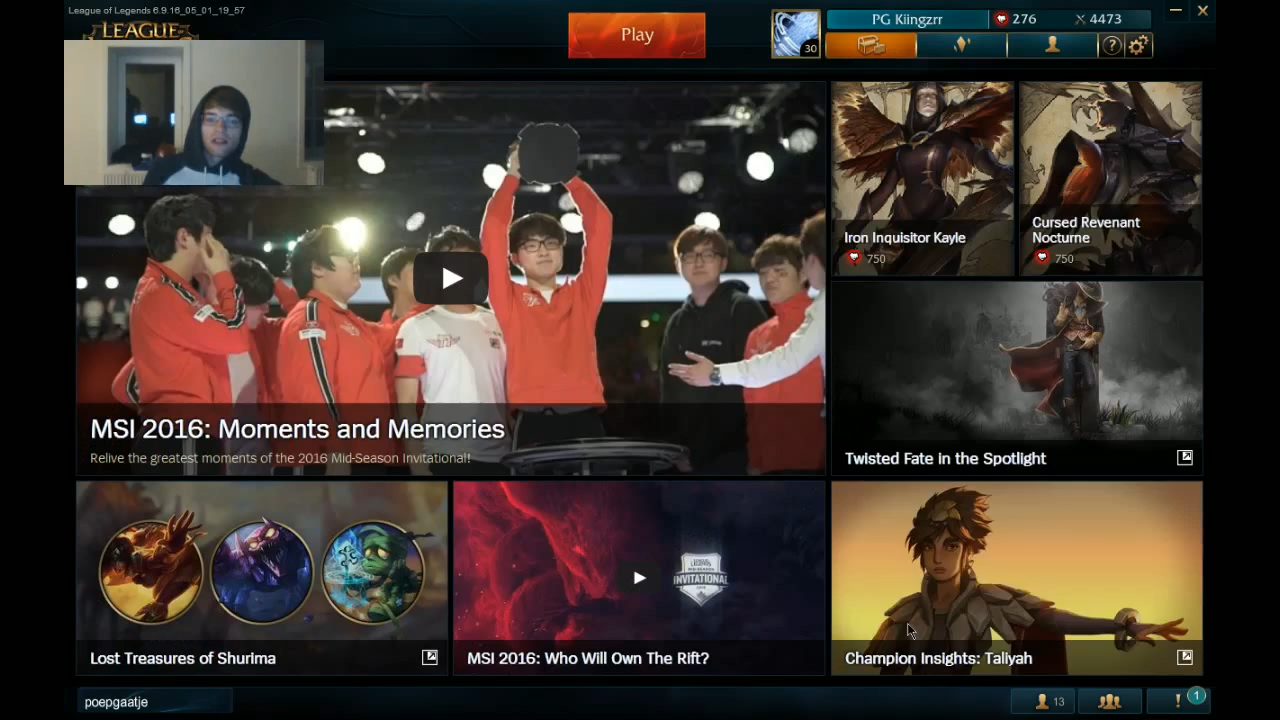 League of Legends 6.9.16_05_01_19_57
LEAGUE
Play
30
PG Kiingzrr
276
4473
?
Iron Inquisitor Kayle
750
Cursed Revenant
Nocturne
750
MSI 2016: Moments and Memories
Relive the greatest moments of the 2016 Mid-Season Invitational!
Twisted Fate in the Spotlight
INVITATIONAL
Lost Treasures of Shurima
MSI 2016: Who Will Own The Rift?
Champion Insights: Taliyah
poepgaatje
13
!
1